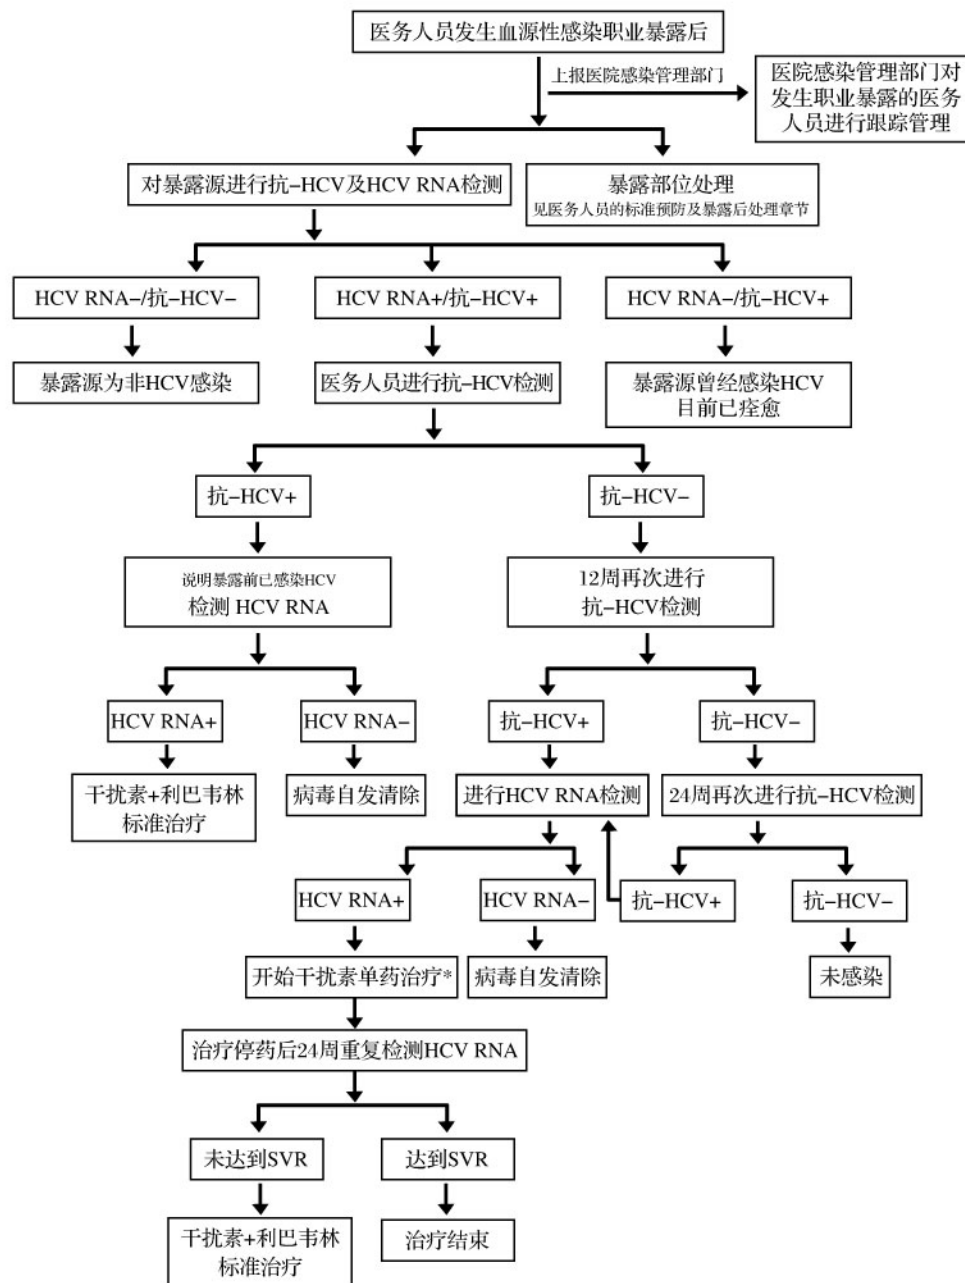 医务人员发生血源性感染职业暴露后
上报医院感染管理部门
医院感染管理部门对
发生职业暴露的医务
人员进行跟踪管理
对暴露源进行抗-HCV及HCV RNA检测
暴露部位处理
见医务人员的标准预防及暴露后处理章节
HCV RNA-/抗-HCV-
HCV RNA+/抗-HCV+
HCV RNA-/抗-HCV+
暴露源为非HCV感染
医务人员进行抗-HCV检测
暴露源曾经感染HCV
目前已痊愈
抗-HCV+
抗-HCV-
说明暴露前已感染HCV
检测 HCV RNA
12周再次进行
抗-HCV检测
HCV RNA+
HCV RNA-
抗-HCV+
抗-HCV-
干扰素+利巴韦林
标准治疗
病毒自发清除
进行HCV RNA检测
24周再次进行抗-HCV检测
HCV RNA+
HCV RNA-
抗-HCV+
抗-HCV-
开始干扰素单药治疗*
病毒自发清除
未感染
治疗停药后24周重复检测HCV RNA
未达到SVR
达到SVR
干扰素+利巴韦林
标准治疗
治疗结束